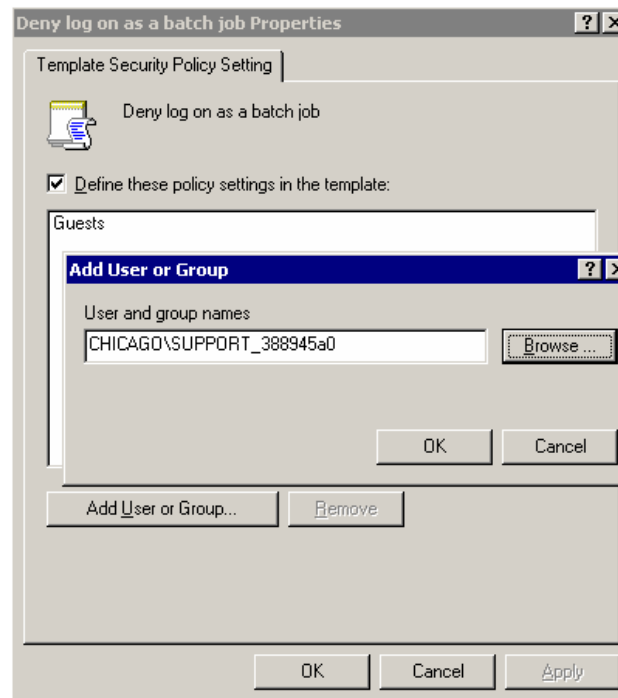 Deny log on as a batch job Properties
Template Security Policy Setting
Deny log on as a batch job
Define these policy settings in the template:
Guests
Add User or Group
User and group names
CHICAGO\SUPPORT_388945a0
Browse ...
OK
Cancel
Add User or Group...
Remove
OK
Cancel
Apply